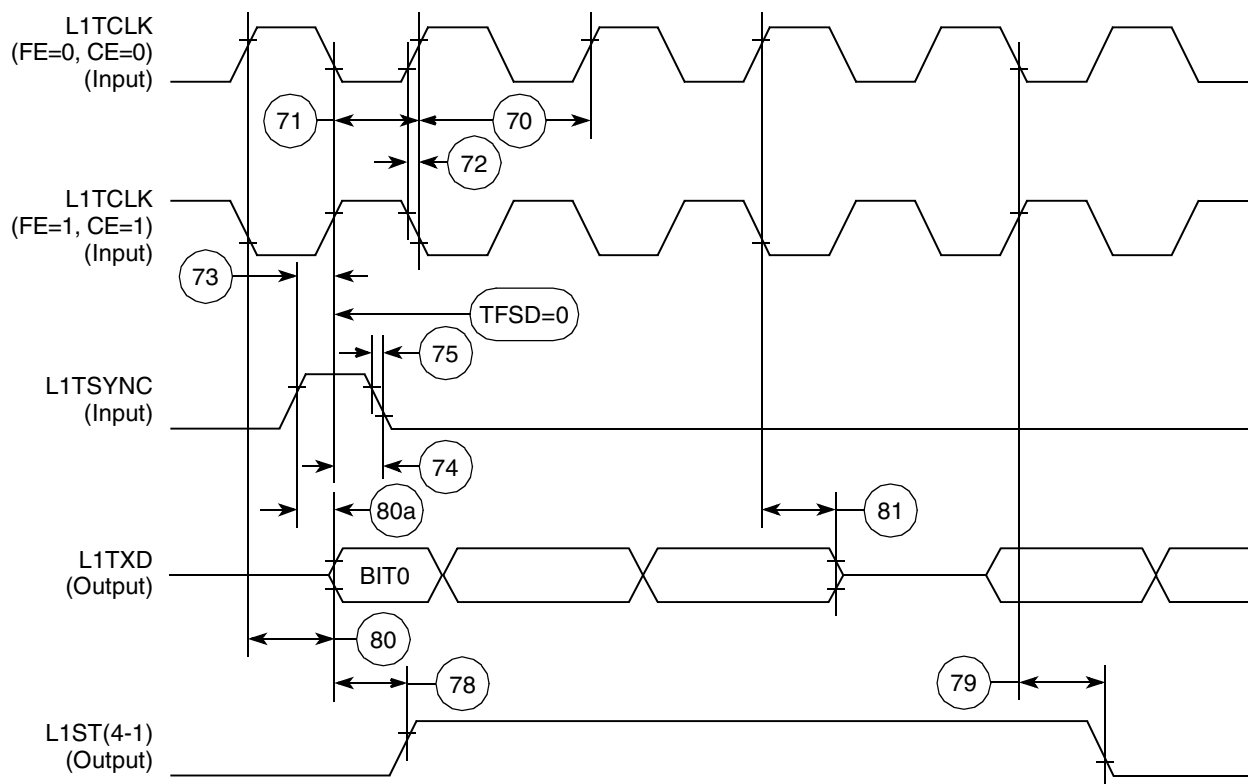 L1TCLK
(FE=0, CE=0)
(Input)
71
70
72
L1TCLK
(FE=1, CE=1)
(Input)
73
TFSD=0
75
L1TSYNC
(Input)
74
80a
81
L1TXD
(Output)
BIT0
80
78
79
L1ST(4-1)
(Output)